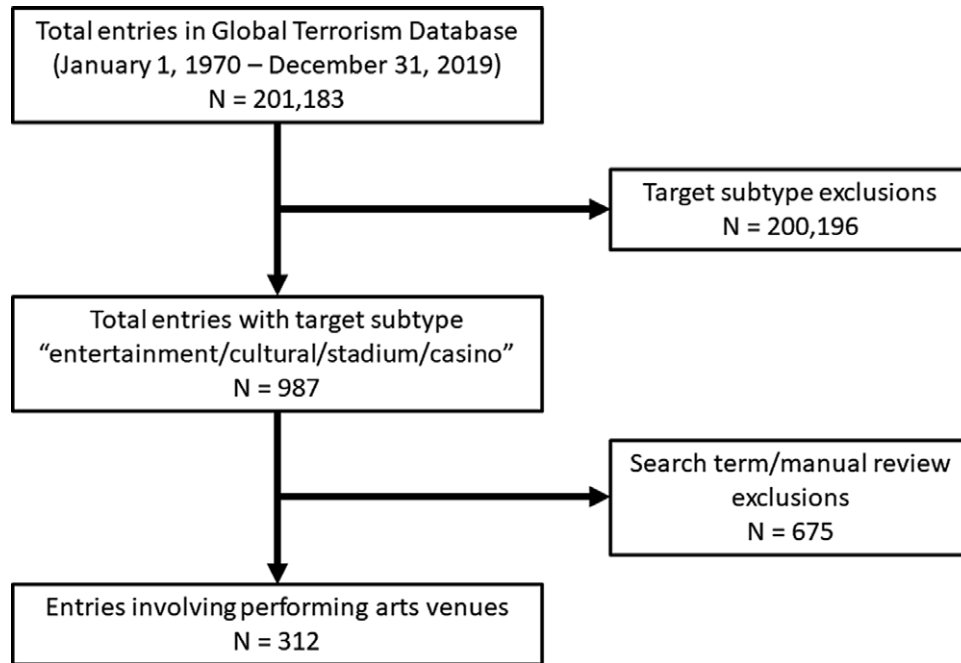 Total entries in Global Terrorism Database
(January 1, 1970 – December 31, 2019)
N = 201,183
Target subtype exclusions
N = 200,196
Total entries with target subtype
“entertainment/cultural/stadium/casino”
N = 987
Search term/manual review
exclusions
N = 675
Entries involving performing arts venues
N = 312